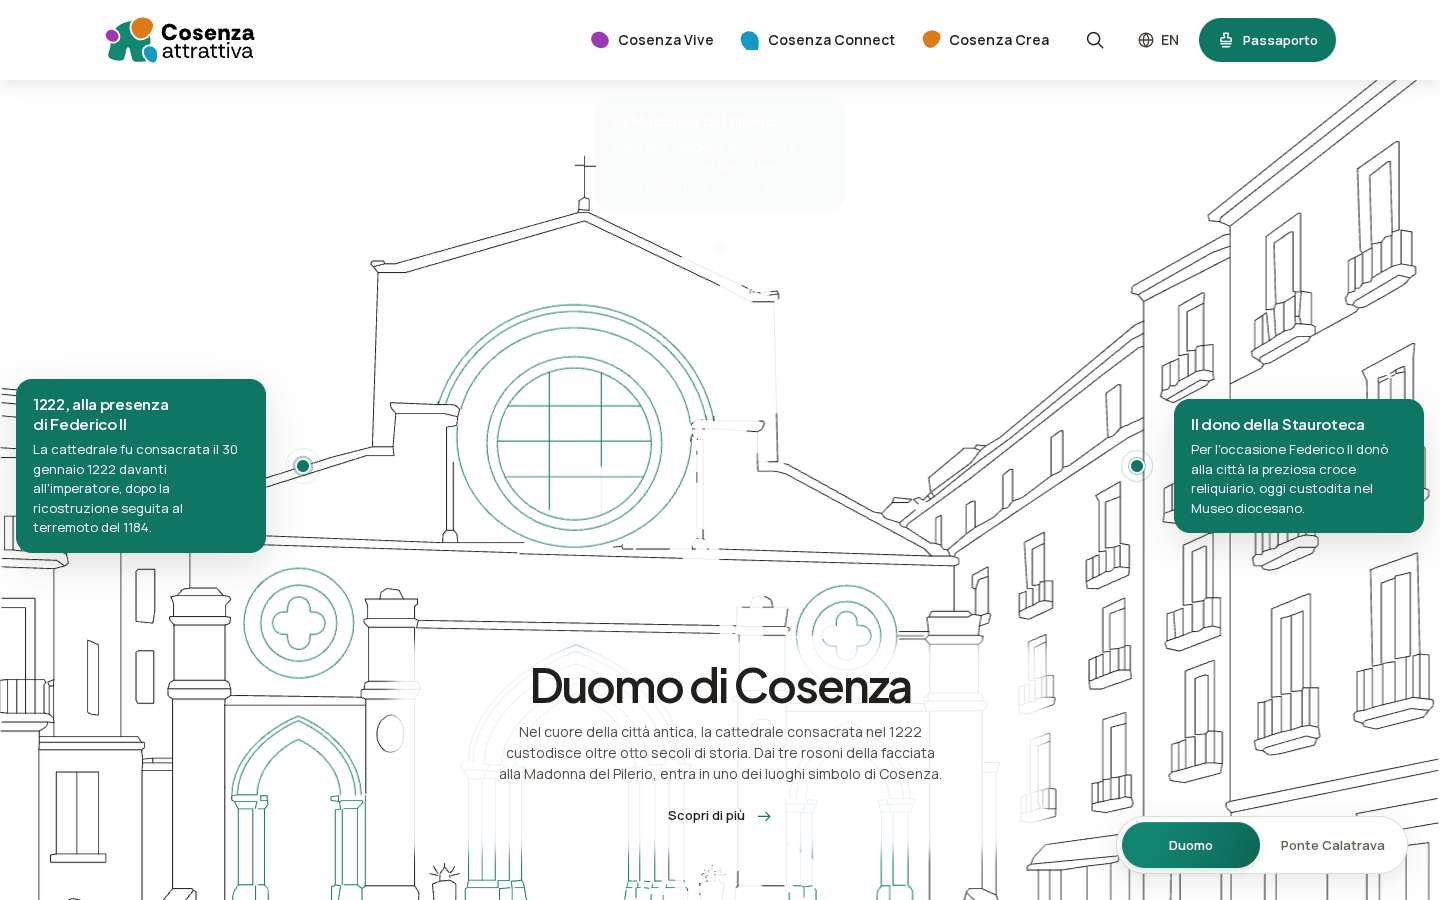 Cosenza
attrattiva
Cosenza Vive
Cosenza Connect
Cosenza Crea
EN
Passaporto
1222, alla presenza
di Federico II
La cattedrale fu consacrata il 30
gennaio 1222 davanti
all'imperatore, dopo la
ricostruzione seguita al
terremoto del 1184.
Il dono della Stauroteca
Per l'occasione Federico II donò
alla città la preziosa croce
reliquiario, oggi custodita nel
Museo diocesano.
Duomo di Cosenza
Nel cuore della città antica, la cattedrale consacrata nel 1222
custodisce oltre otto secoli di storia. Dai tre rosoni della facciata
alla Madonna del Pilerio, entra in uno dei luoghi simbolo di Cosenza.
Scopri di più
Duomo
Ponte Calatrava